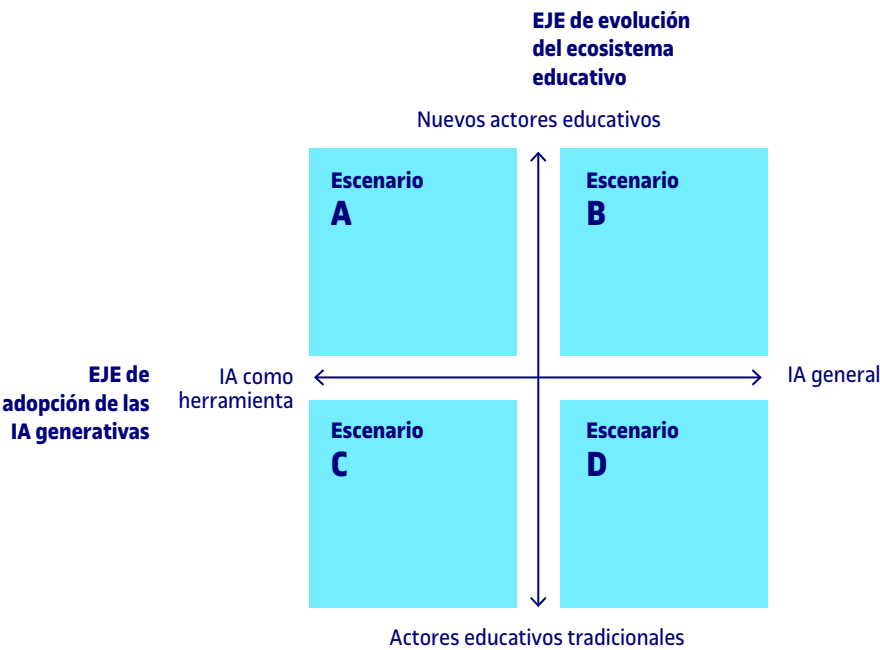 EJE de evolución
del ecosistema
educativo
Nuevos actores educativos
Escenario
A
Escenario
B
EJE de
adopción de las
IA generativas
IA como
herramienta
IA general
Escenario
C
Escenario
D
Actores educativos tradicionales